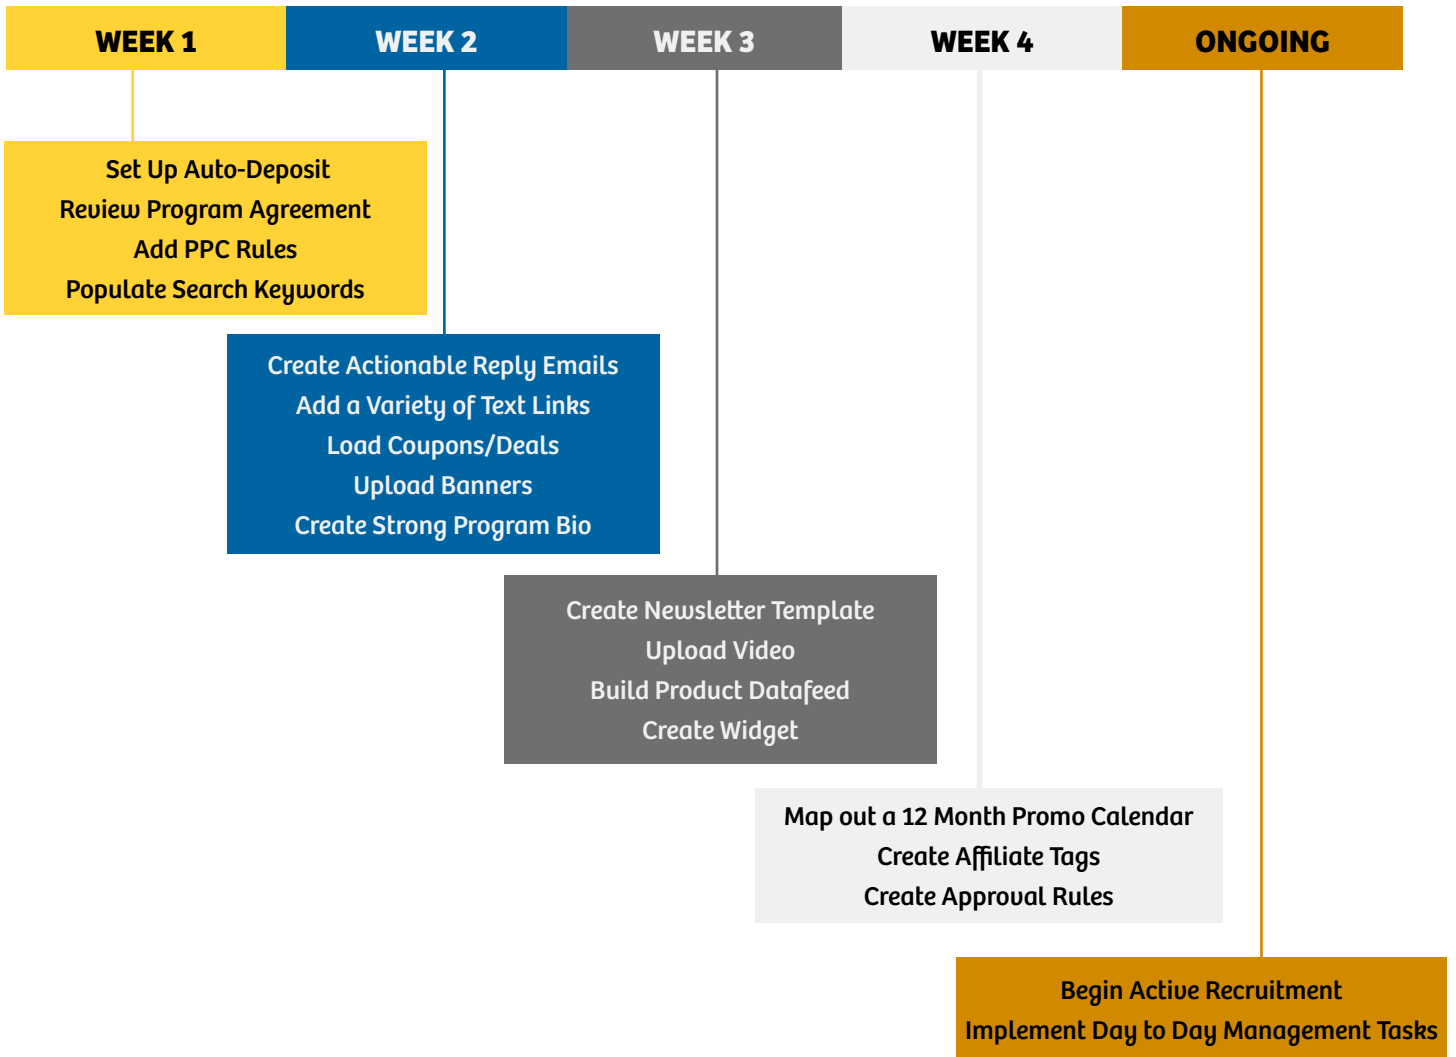 WEEK 1
WEEK 2
WEEK 3
WEEK 4
ONGOING
Set Up Auto-Deposit
Review Program Agreement
Add PPC Rules
Populate Search Keywords
Create Actionable Reply Emails
Add a Variety of Text Links
Load Coupons/Deals
Upload Banners
Create Strong Program Bio
Create Newsletter Template
Upload Video
Build Product Datafeed
Create Widget
Map out a 12 Month Promo Calendar
Create Affiliate Tags
Create Approval Rules
Begin Active Recruitment
Implement Day to Day Management Tasks